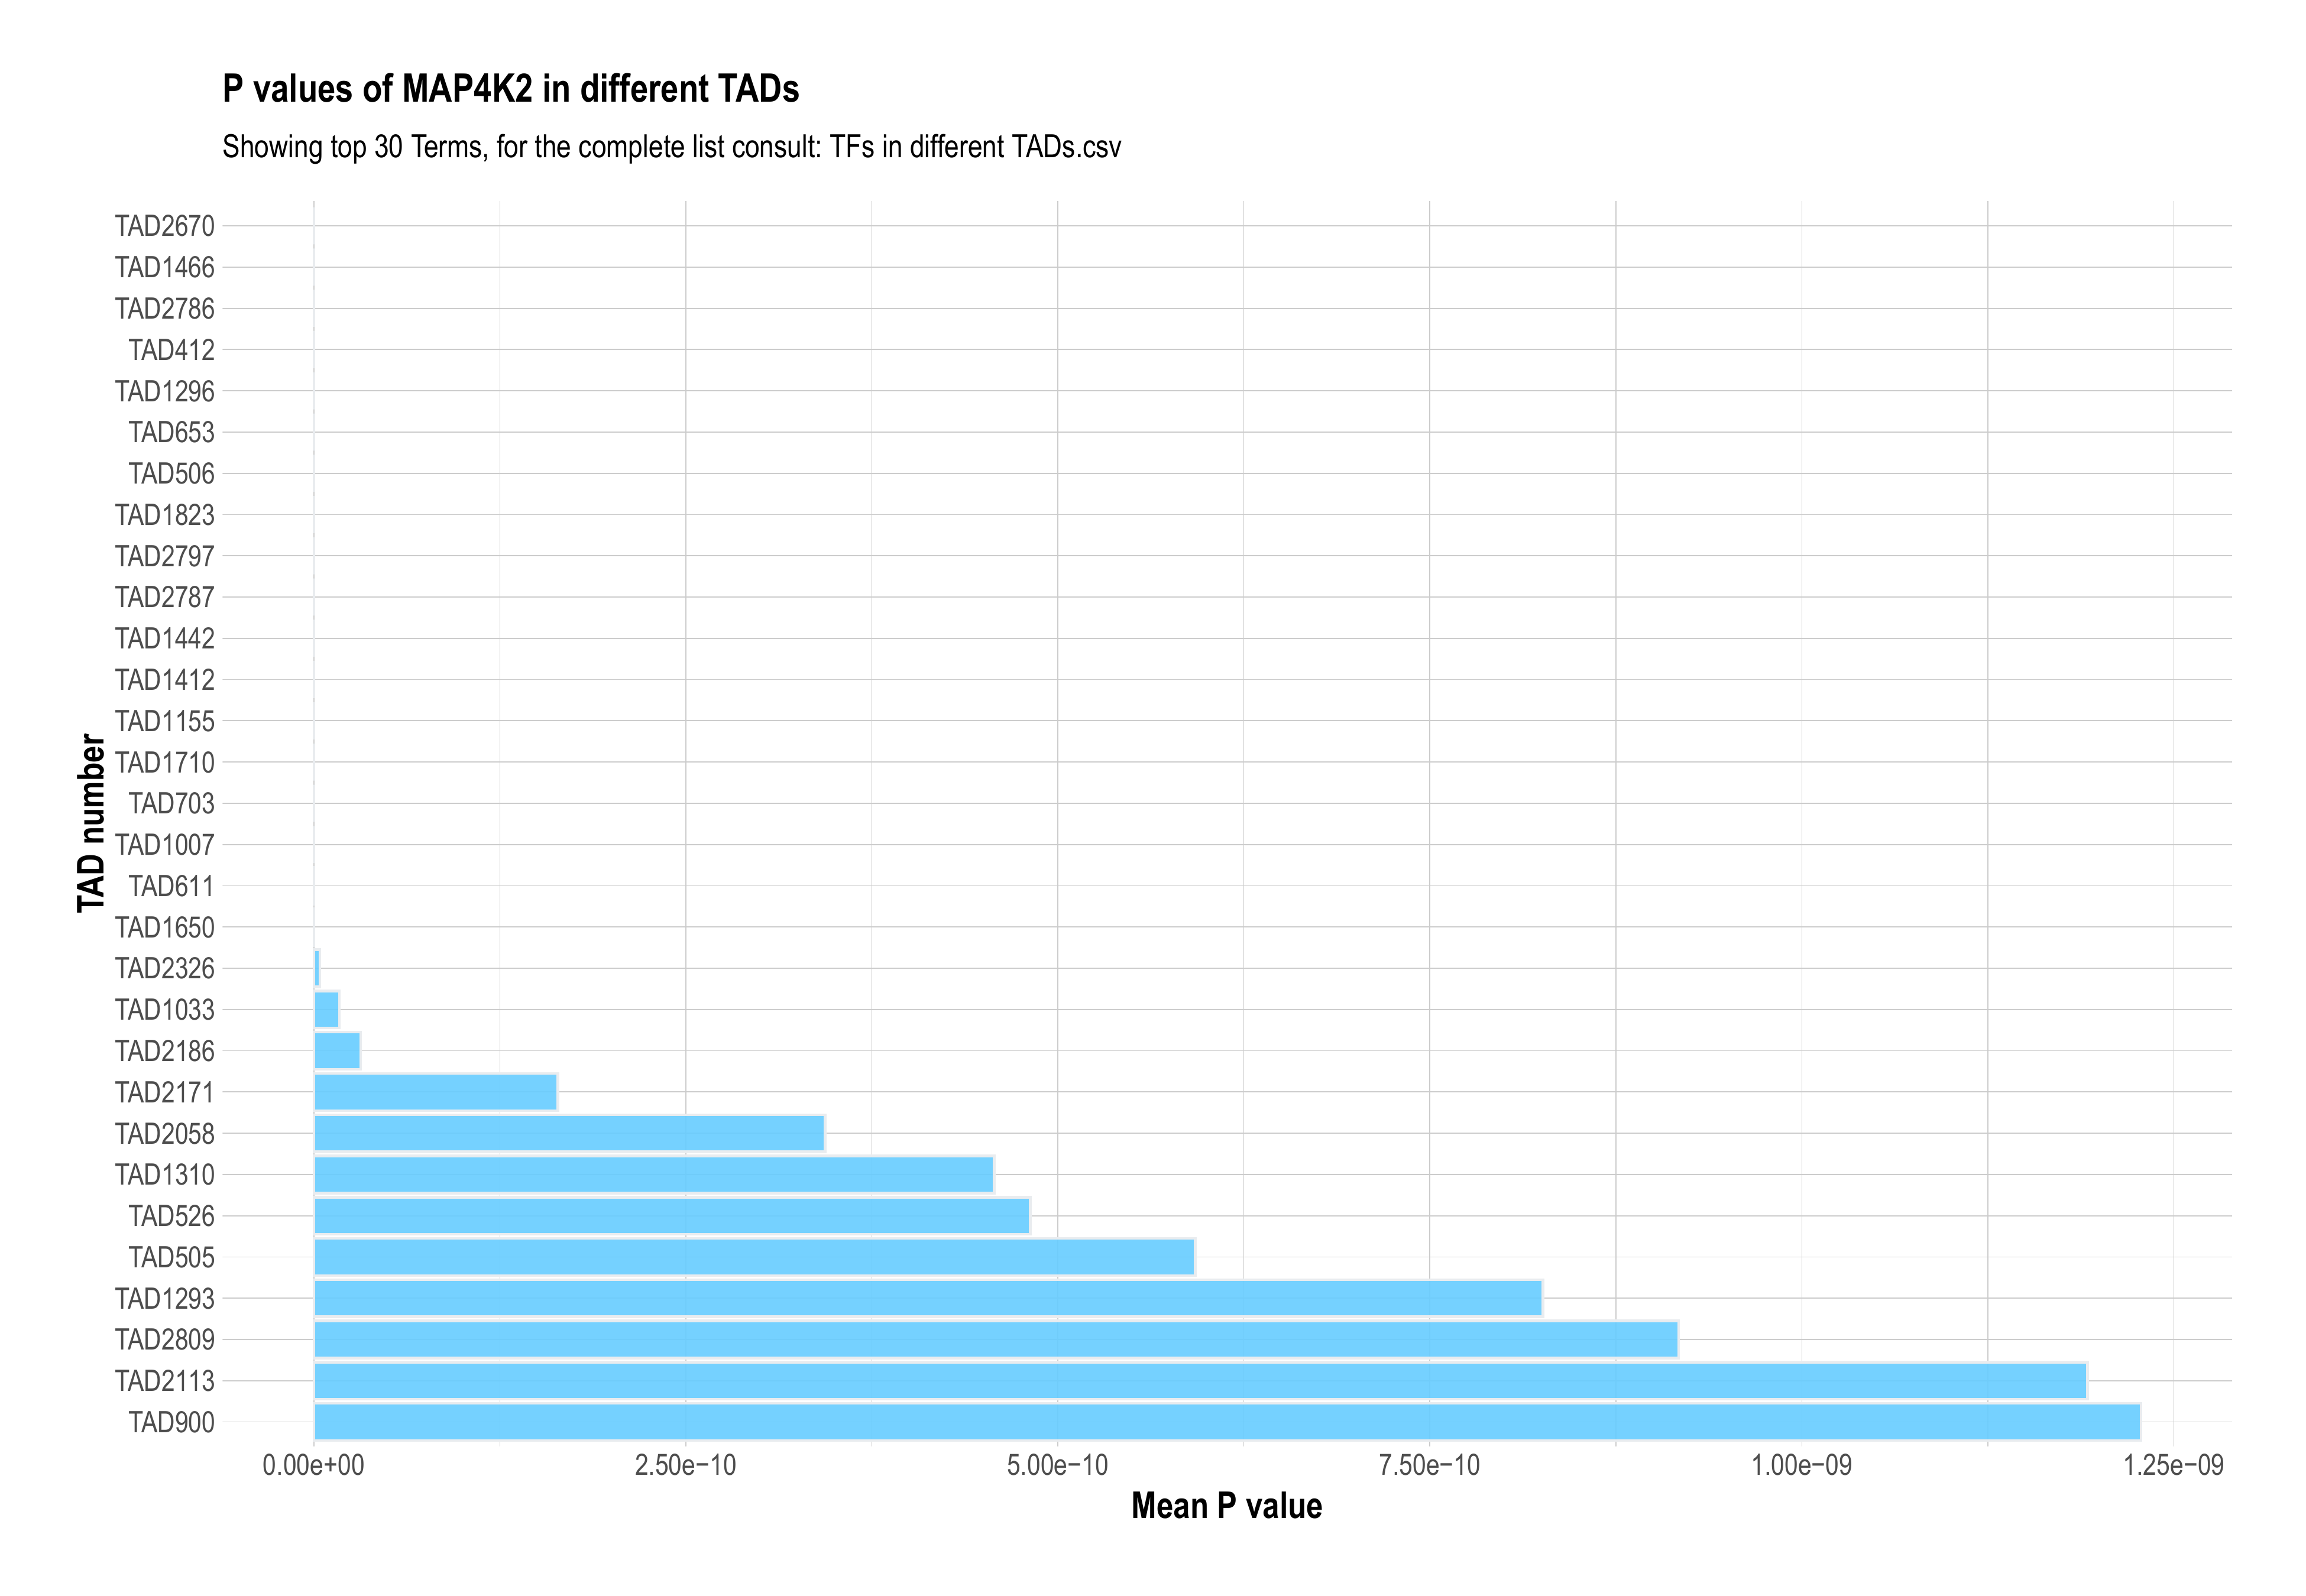 P values of MAP4K2 in different TADs
Showing top 30 Terms, for the complete list consult: TFs in different TADs.csv
TAD number
TAD2670
TAD1466
TAD2786
TAD412
TAD1296
TAD653
TAD506
TAD1823
TAD2797
TAD2787
TAD1442
TAD1412
TAD1155
TAD1710
TAD703
TAD1007
TAD611
TAD1650
TAD2326
TAD1033
TAD2186
TAD2171
TAD2058
TAD1310
TAD526
TAD505
TAD1293
TAD2809
TAD2113
TAD900
0.00e+00 2.50e−10 5.00e−10 7.50e−10 1.00e−09 1.25e−09
Mean P value